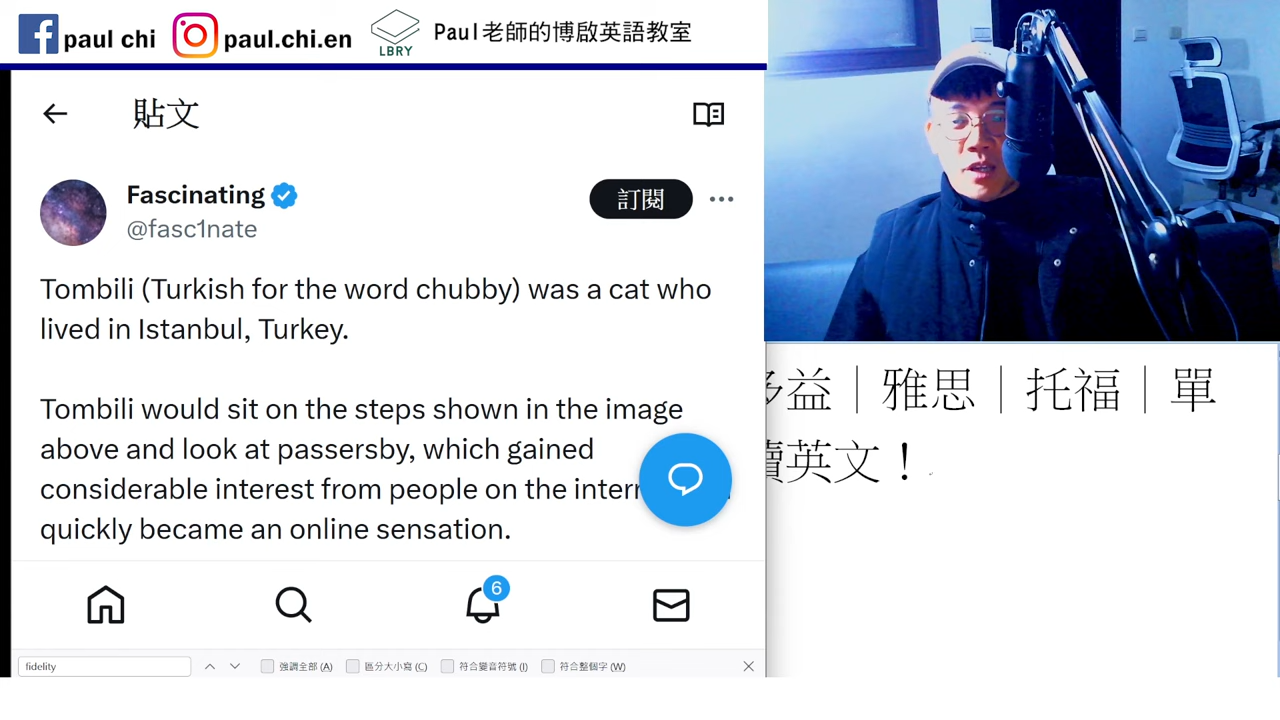 paul chi
paul.chi.en
LBRY
Paul老師的博啟英語教室
貼文
Fascinating
訂閱
@fasc1nate
Tombili (Turkish for the word chubby) was a cat who
lived in Istanbul, Turkey.
Tombili would sit on the steps shown in the image
above and look at passersby, which gained
considerable interest from people on the
quickly became an online sensation.
6
fidelity
強調全部 (A)
區分大小寫 (C)
符合變音符號 (I)
符合整個字 (W)
益｜雅思｜托福｜單
英文！